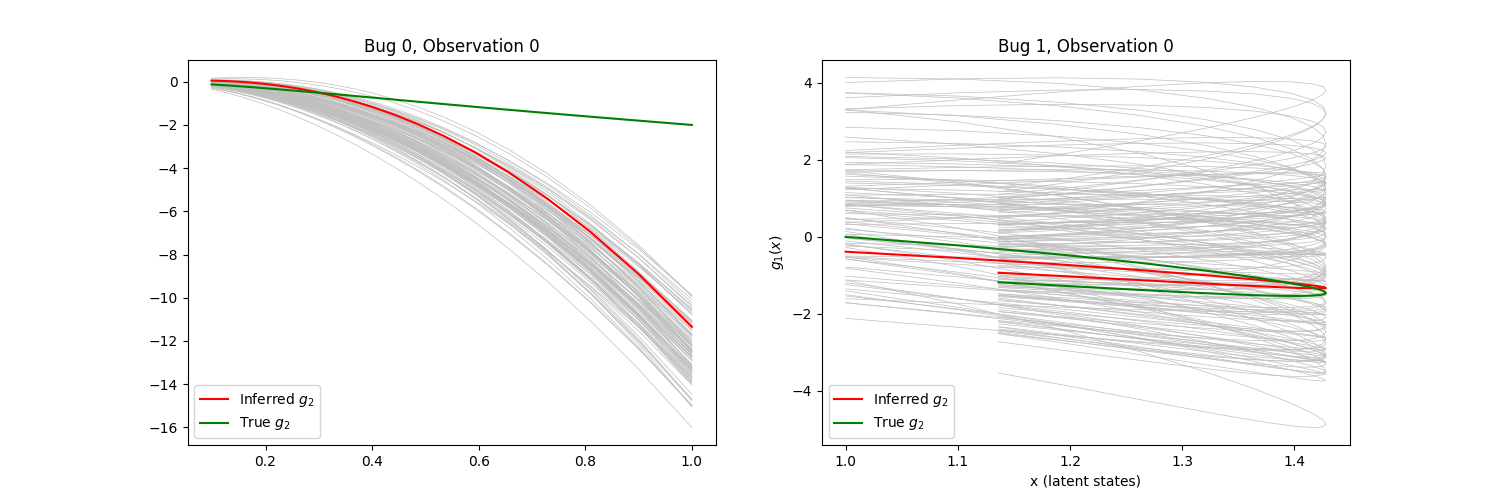 Bug 0, Observation 0
0
−2
−4
−6
−8
−10
−12
−14
−16
0.2 0.4 0.6 0.8 1.0
Inferred g₂
True g₂
Bug 1, Observation 0
g₁(x)
4
2
0
−2
−4
1.0 1.1 1.2 1.3 1.4
x (latent states)
Inferred g₂
True g₂